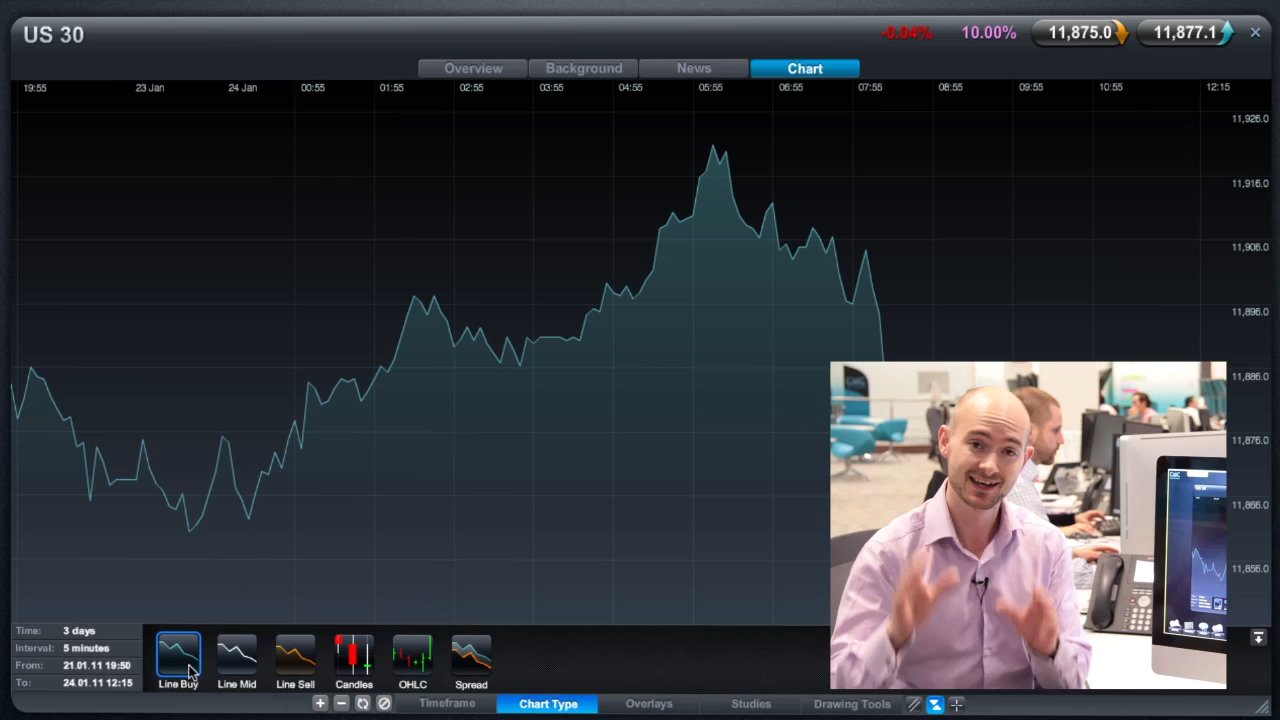 US 30
-0.04% 10.00% 11,875.0 11,877.1
Overview Background News Chart
19:55 23 Jan 24 Jan 00:55 01:55 02:55 03:55 04:55 05:55 06:55 07:55 08:55 09:55 10:55 12:15
11,926.0
11,916.0
11,906.0
11,896.0
11,886.0
11,876.0
11,866.0
11,856.0
Time: 3 days
Interval: 5 minutes
From: 21.01.11 19:50
To: 24.01.11 12:15
Line Buy Line Mid Line Sell Candles OHLC Spread
Timeframe Chart Type Overlays Studies Drawing Tools